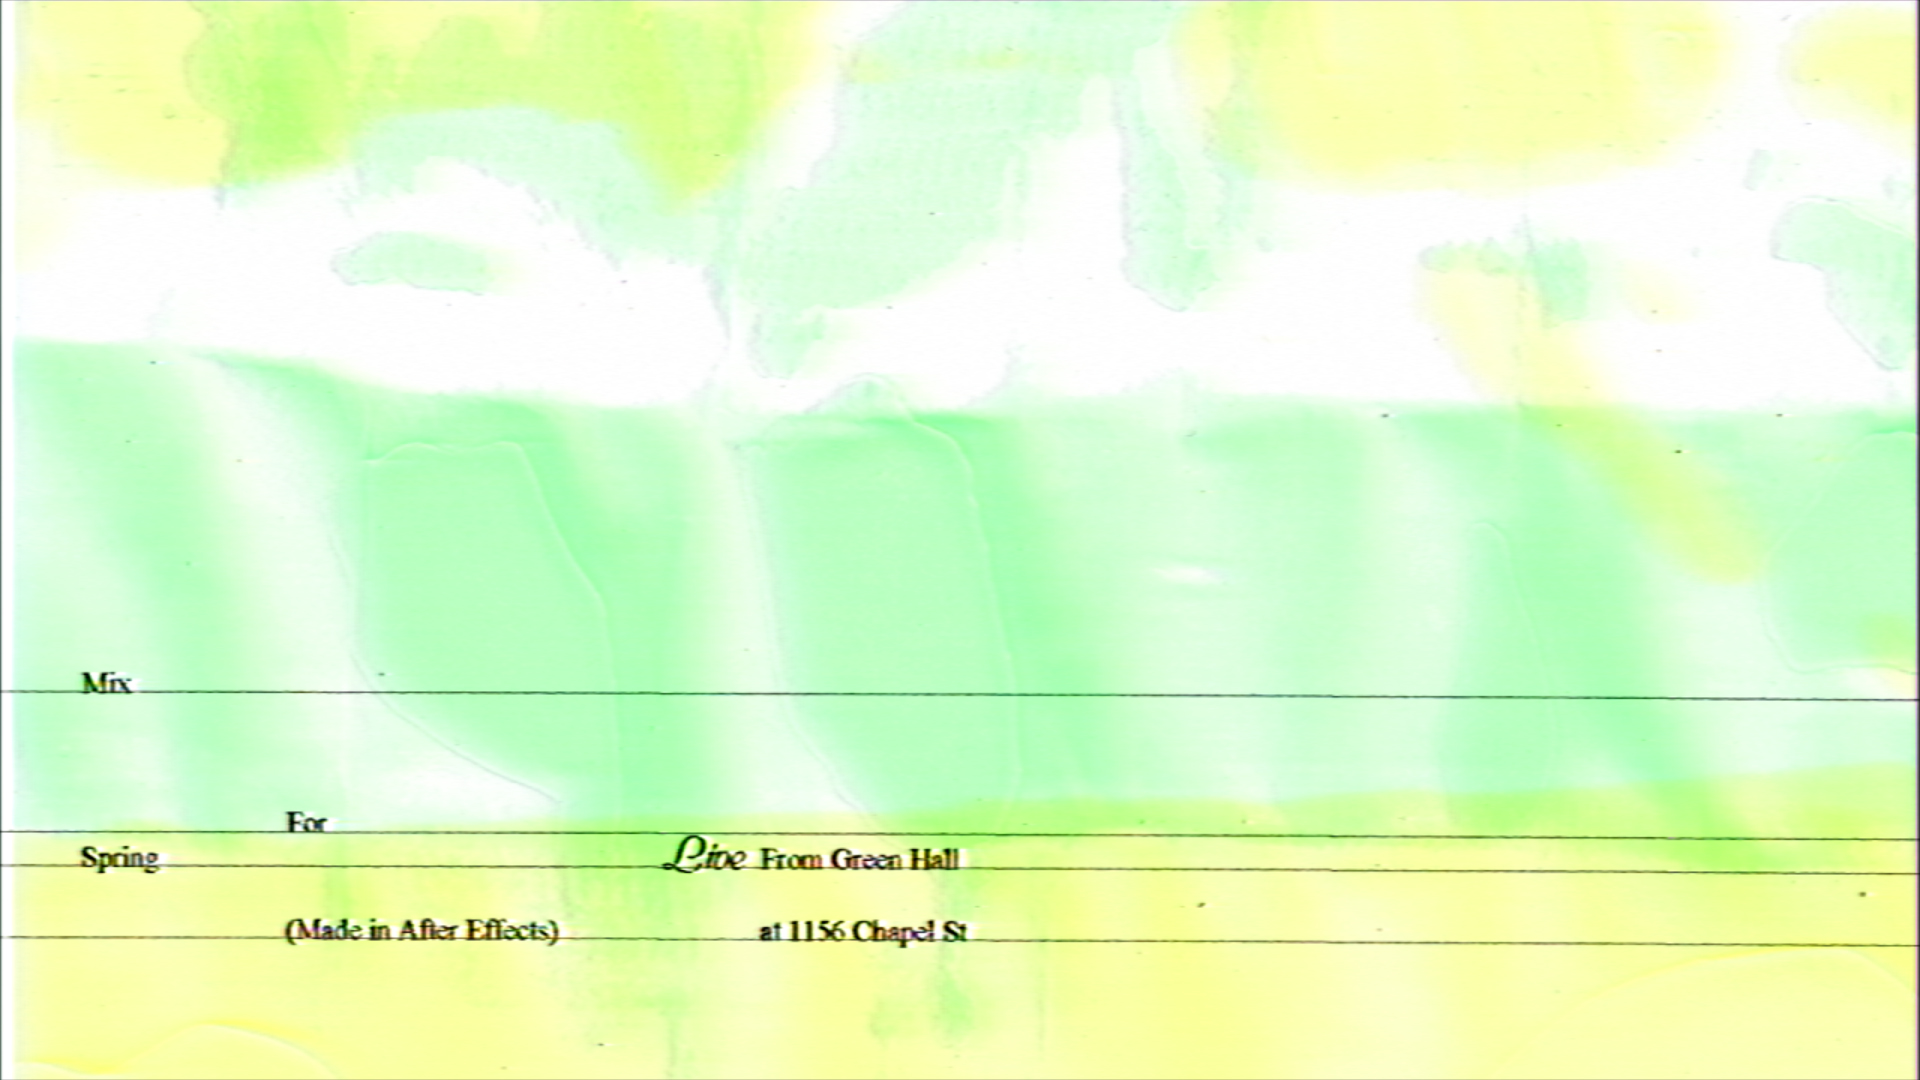 Mix
For
Spring Live From Green Hall
(Made in After Effects) at 1156 Chapel St